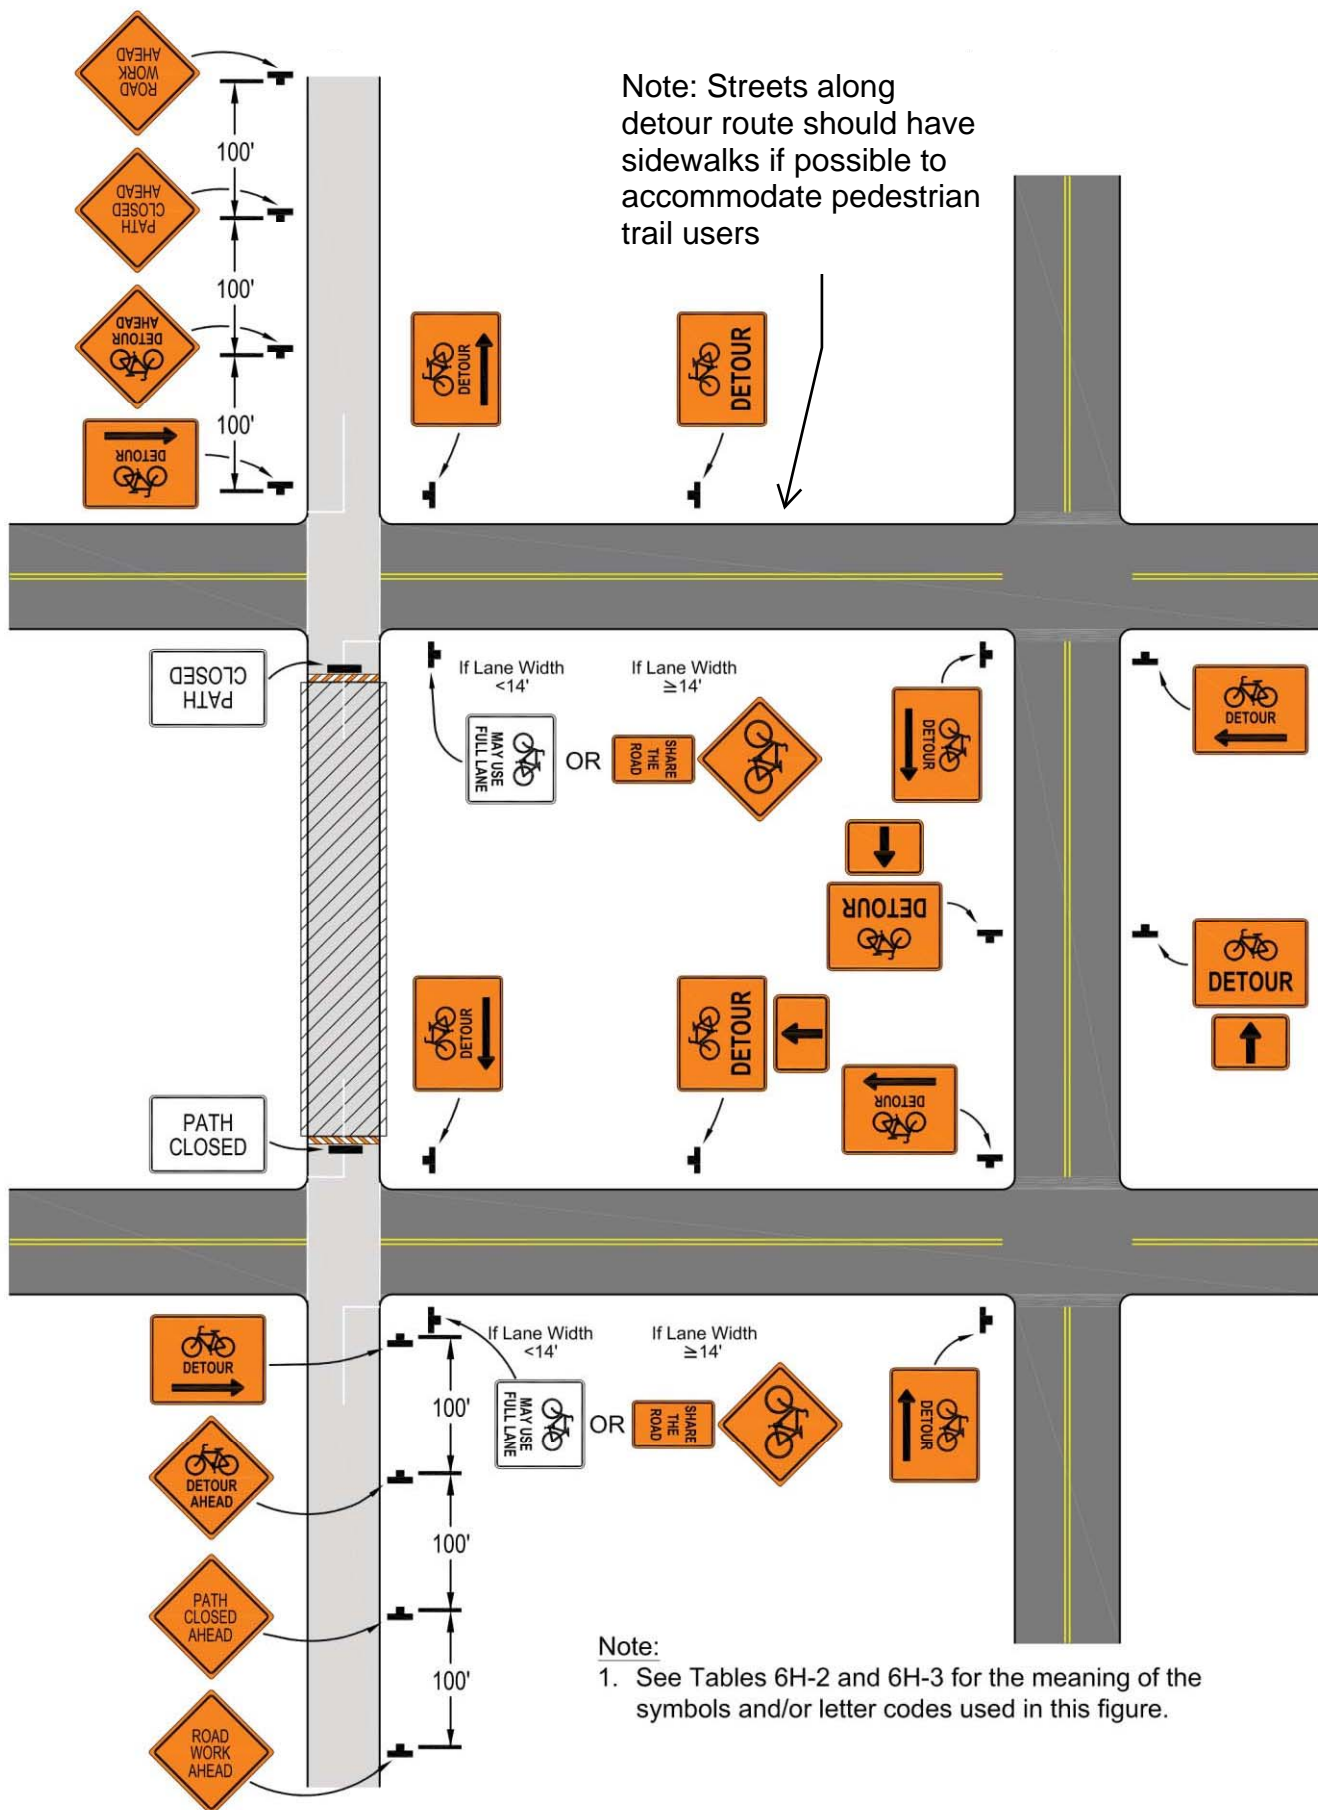 ROAD
WORK
AHEAD
100'
PATH
CLOSED
AHEAD
100'
DETOUR
AHEAD
100'
DETOUR
Note: Streets along
detour route should have
sidewalks if possible to
accommodate pedestrian
trail users
DETOUR
DETOUR
PATH
CLOSED
If Lane Width
<14'
If Lane Width
≧14'
MAY USE
FULL LANE
OR
SHARE
THE
ROAD
DETOUR
DETOUR
DETOUR
DETOUR
DETOUR
DETOUR
DETOUR
PATH
CLOSED
DETOUR
If Lane Width
<14'
If Lane Width
≧14'
MAY USE
FULL LANE
OR
SHARE
THE
ROAD
DETOUR
100'
DETOUR
AHEAD
100'
PATH
CLOSED
AHEAD
100'
ROAD
WORK
AHEAD
Note:
1. See Tables 6H-2 and 6H-3 for the meaning of the
symbols and/or letter codes used in this figure.